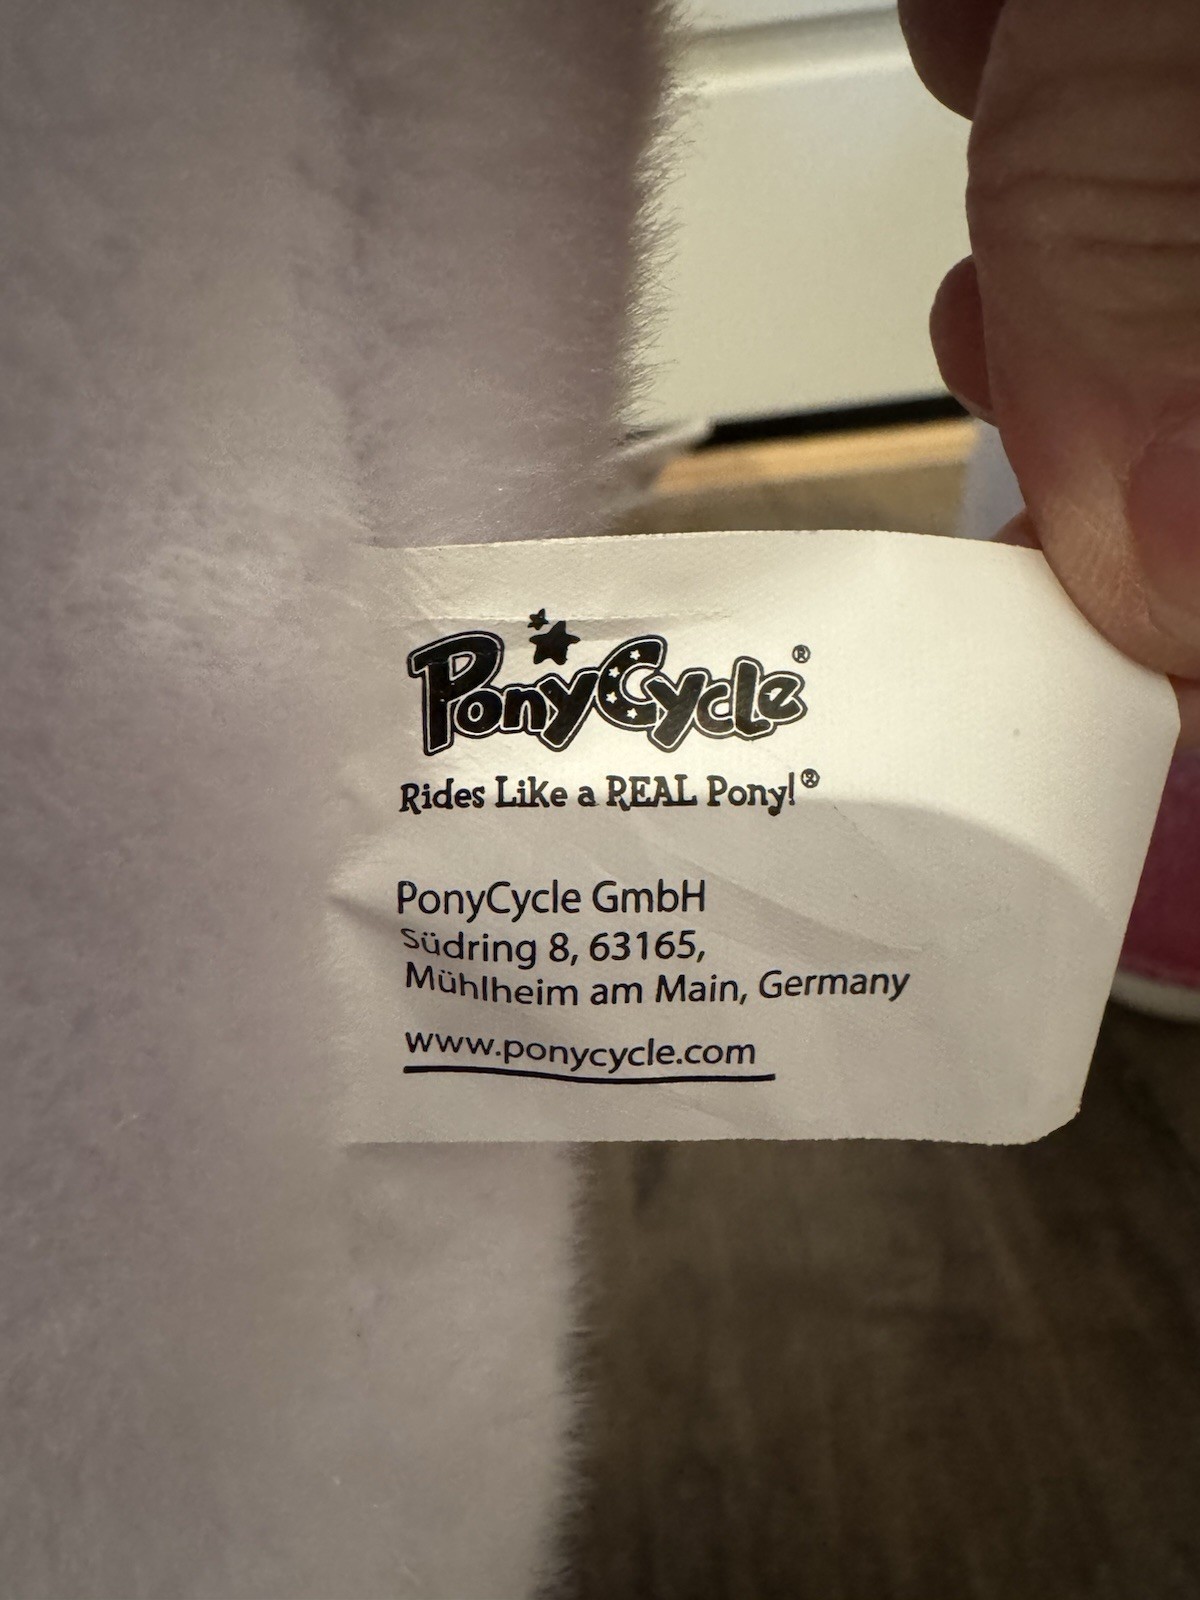 PonyCycle®
Rides Like a REAL Pony!®
PonyCycle GmbH
Südring 8, 63165,
Mühlheim am Main, Germany
www.ponycycle.com